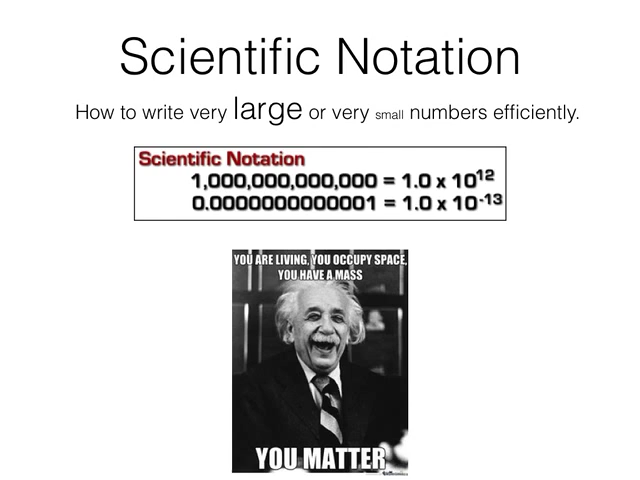 Scientific Notation
How to write very large or very small numbers efficiently.
Scientific Notation
1,000,000,000,000 = 1.0 x 10¹²
0.0000000000001 = 1.0 x 10⁻¹³
YOU ARE LIVING, YOU OCCUPY SPACE,
YOU HAVE A MASS
YOU MATTER